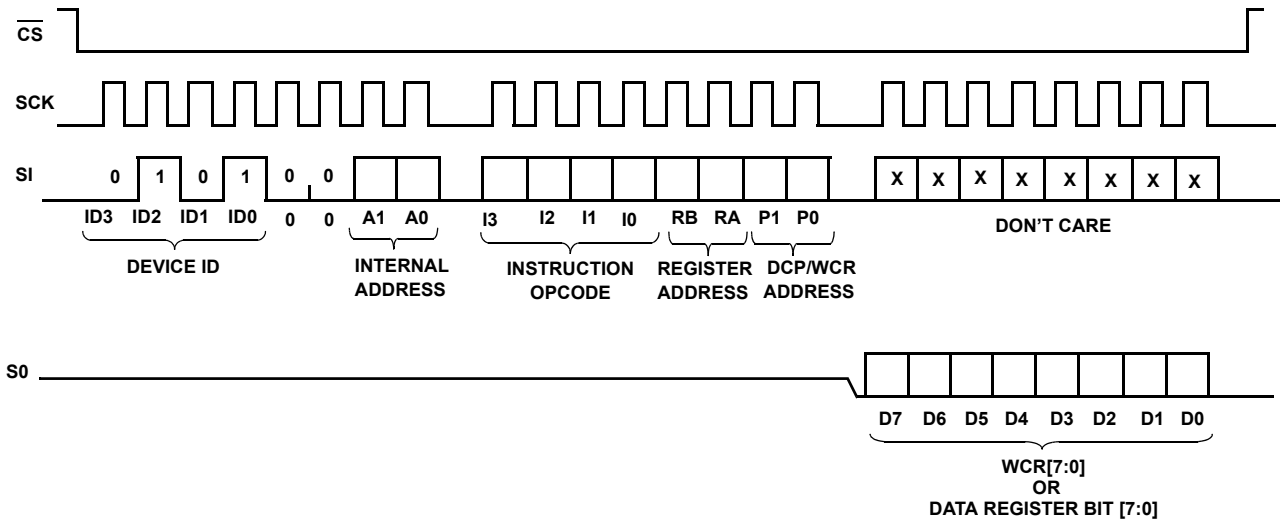 CS
SCK
SI
0 1 0 1 0 0
X X X X X X X X
ID3 ID2 ID1 ID0 0 0 A1 A0 I3 I2 I1 I0 RB RA P1 P0
DON'T CARE
DEVICE ID
INTERNAL
ADDRESS
INSTRUCTION
OPCODE
REGISTER
ADDRESS
DCP/WCR
ADDRESS
S0
D7 D6 D5 D4 D3 D2 D1 D0
WCR[7:0]
OR
DATA REGISTER BIT [7:0]